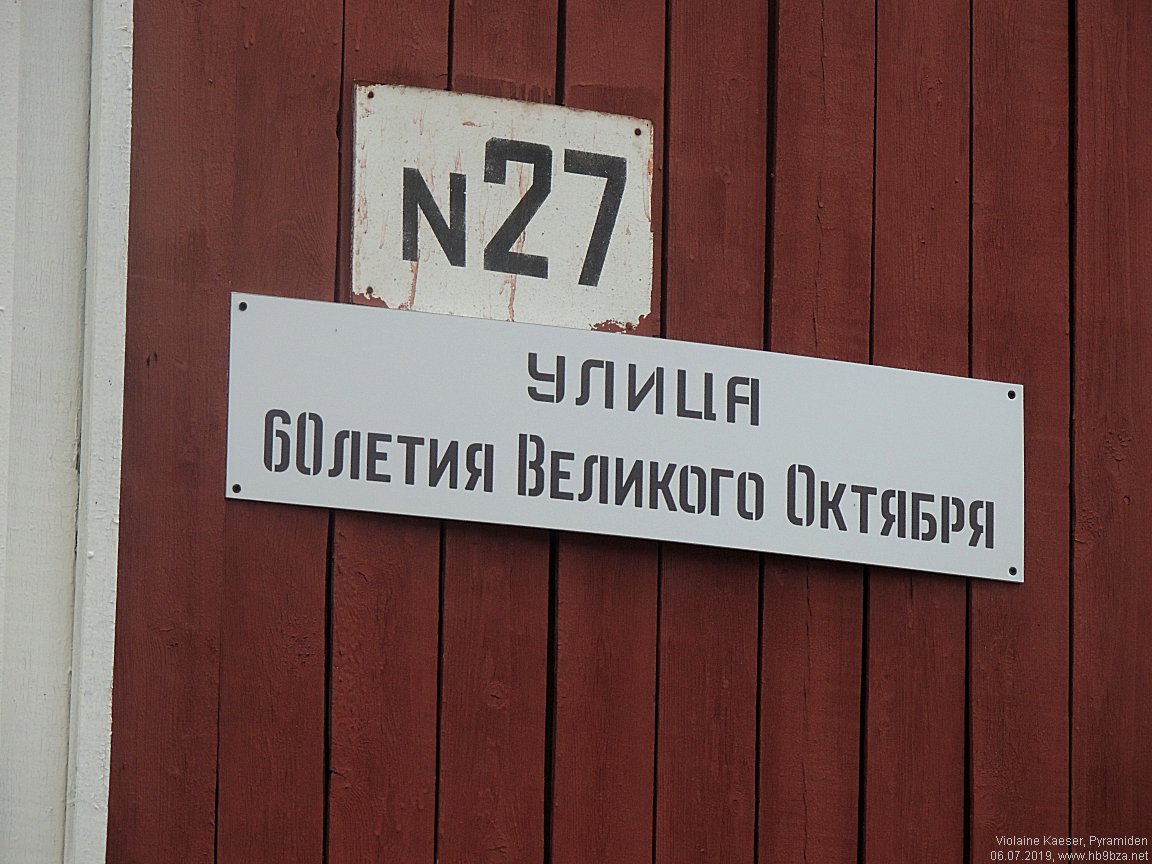 N27
УЛИЦА
60ЛЕТИЯ ВЕЛИКОГО ОКТЯБРЯ
Violaine Kaeser, Pyramiden
06.07.2019, www.hb9bza.net